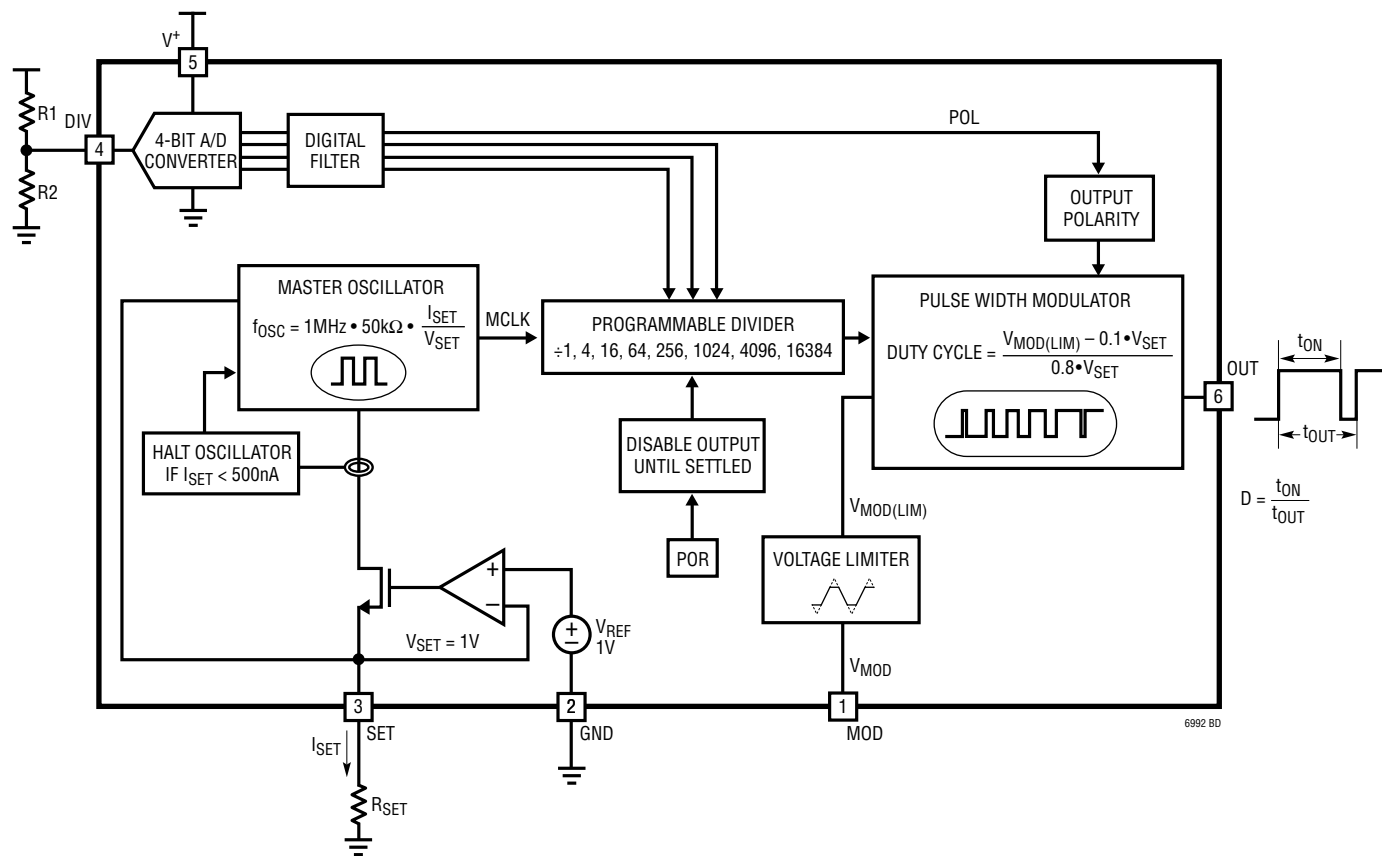 V+
5
R1
DIV
4
R2
4-BIT A/D
CONVERTER
DIGITAL
FILTER
POL
OUTPUT
POLARITY
MASTER OSCILLATOR
fOSC = 1MHz • 50kΩ • ISET
VSET
MCLK
PROGRAMMABLE DIVIDER
÷1, 4, 16, 64, 256, 1024, 4096, 16384
PULSE WIDTH MODULATOR
DUTY CYCLE = VMOD(LIM) – 0.1•VSET
0.8•VSET
OUT
6
tON
tOUT
D = tON
tOUT
HALT OSCILLATOR
IF ISET < 500nA
DISABLE OUTPUT
UNTIL SETTLED
POR
VMOD(LIM)
VOLTAGE LIMITER
VMOD
+
–
VSET = 1V
+
–
VREF
1V
3
SET
2
GND
1
MOD
6992 BD
ISET
RSET